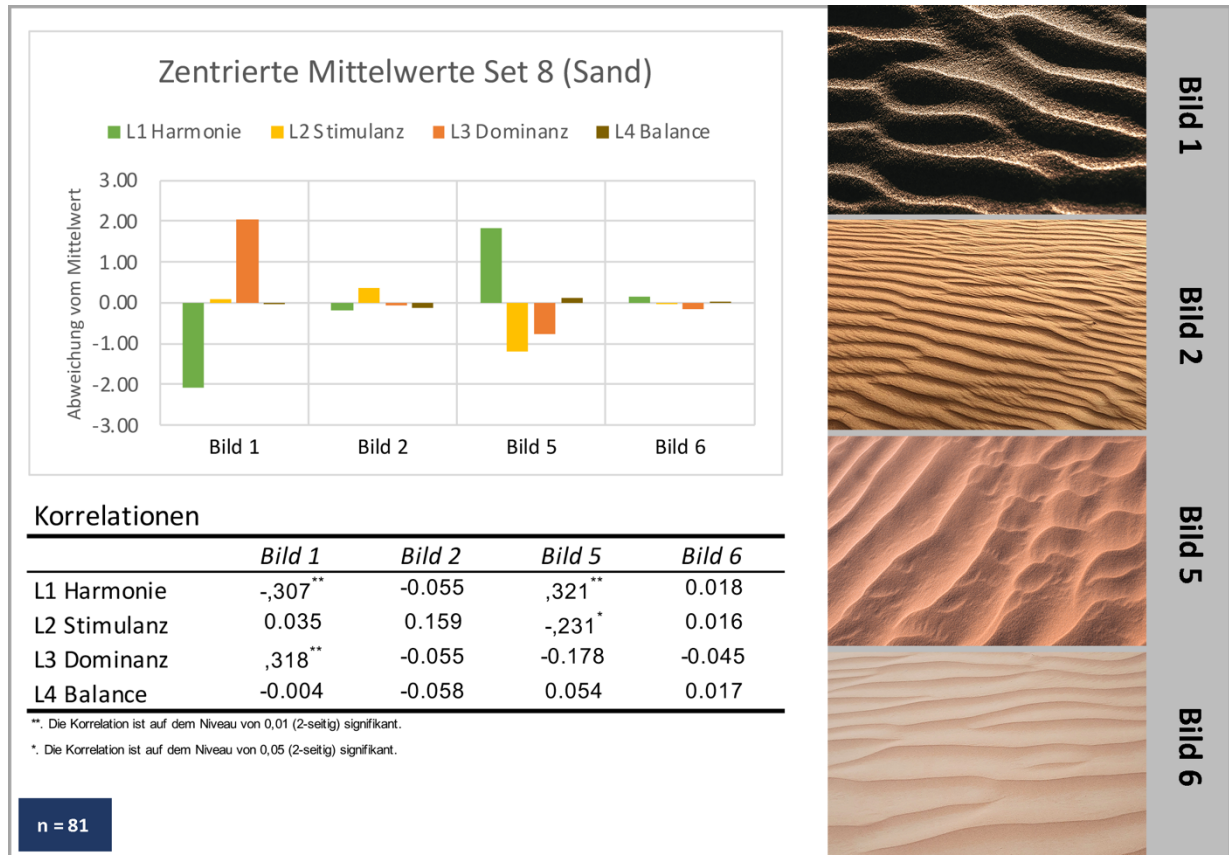 Zentrierte Mittelwerte Set 8 (Sand)
L1 Harmonie L2 Stimulanz L3 Dominanz L4 Balance
Abweichung vom Mittelwert
3.00
2.00
1.00
0.00
-1.00
-2.00
-3.00
Bild 1 Bild 2 Bild 5 Bild 6
Korrelationen
Bild 1 Bild 2 Bild 5 Bild 6
L1 Harmonie -,307** -0.055 ,321** 0.018
L2 Stimulanz 0.035 0.159 -,231* 0.016
L3 Dominanz ,318** -0.055 -0.178 -0.045
L4 Balance -0.004 -0.058 0.054 0.017
**. Die Korrelation ist auf dem Niveau von 0,01 (2-seitig) signifikant.
*. Die Korrelation ist auf dem Niveau von 0,05 (2-seitig) signifikant.
n = 81
Bild 1
Bild 2
Bild 5
Bild 6